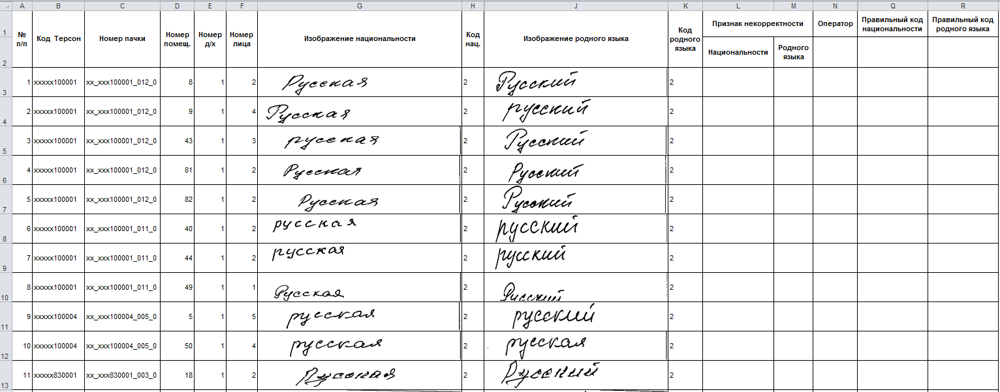 A B C D E F G H J K L M N Q R
1 № п/п Код Терсон Номер пачки Номер помещ. Номер д/х Номер лица Изображение национальности Код нац. Изображение родного языка Код родного языка Признак некорректности Оператор Правильный код национальности Правильный код родного языка
2 Национальности Родного языка
3 1 xxxxx100001 xx_xxx100001_012_0 8 1 2 Русская 2 Русский 2
4 2 xxxxx100001 xx_xxx100001_012_0 9 1 4 Русская 2 русский 2
5 3 xxxxx100001 xx_xxx100001_012_0 43 1 3 русская 2 Русский 2
6 4 xxxxx100001 xx_xxx100001_012_0 81 1 2 Русская 2 Русский 2
7 5 xxxxx100001 xx_xxx100001_012_0 82 1 2 Русская 2 Русский 2
8 6 xxxxx100001 xx_xxx100001_011_0 40 1 2 русская 2 русский 2
9 7 xxxxx100001 xx_xxx100001_011_0 44 1 2 русская 2 русский 2
10 8 xxxxx100001 xx_xxx100001_011_0 49 1 1 Русская 2 Русский 2
11 9 xxxxx100004 xx_xxx100004_005_0 5 1 5 русская 2 русский 2
12 10 xxxxx100004 xx_xxx100004_005_0 50 1 4 русская 2 русская 2
13 11 xxxxx830001 xx_xxx830001_003_0 18 1 2 Русская 2 Русский 2